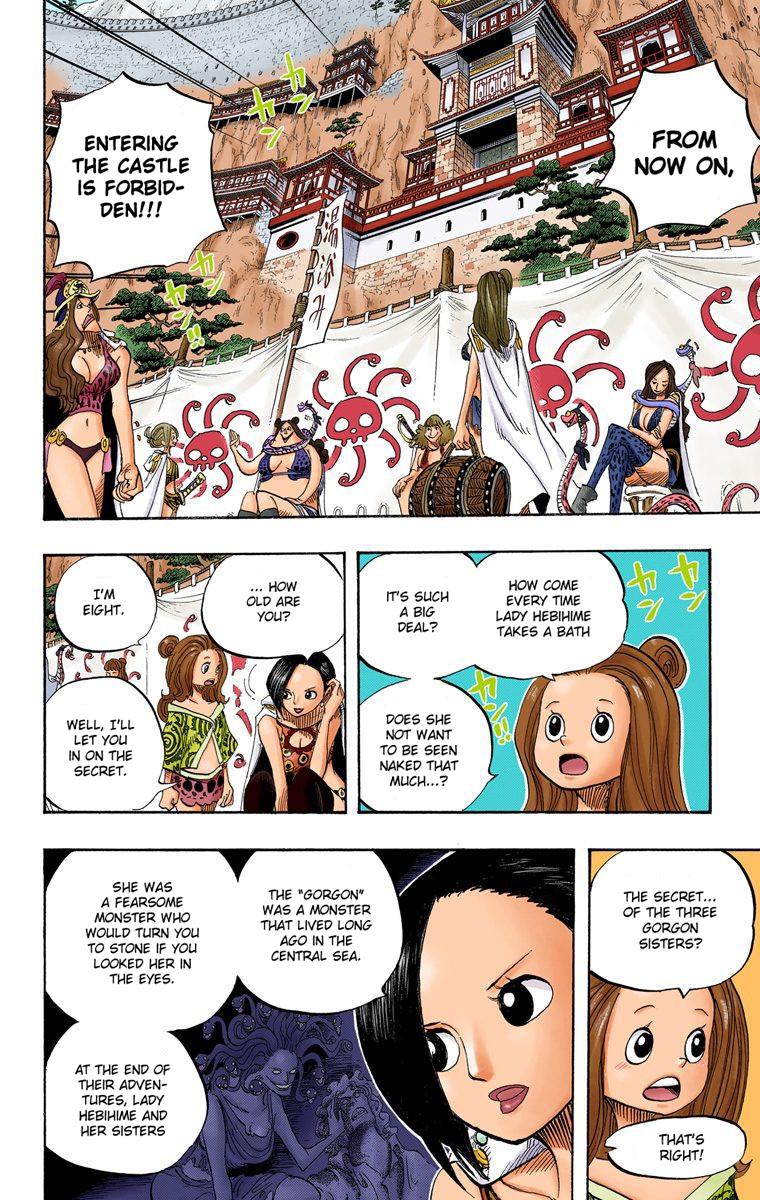 FROM
NOW ON,
ENTERING
THE CASTLE
IS FORBID-
DEN!!!
カン
カン
カン!!
湯浴み
HOW COME
EVERY TIME
LADY HEBIHIME
TAKES A BATH
IT'S SUCH
A BIG
DEAL?
DOES SHE
NOT WANT
TO BE SEEN
NAKED THAT
MUCH...?
カン
カン
カン!!
... HOW
OLD ARE
YOU?
I'M
EIGHT.
WELL, I'LL
LET YOU
IN ON THE
SECRET.
THE SECRET...
OF THE THREE
GORGON
SISTERS?
THAT'S
RIGHT!
THE "GORGON"
WAS A MONSTER
THAT LIVED LONG
AGO IN THE
CENTRAL SEA.
SHE WAS
A FEARSOME
MONSTER WHO
WOULD TURN YOU
TO STONE IF YOU
LOOKED HER IN
THE EYES.
AT THE END OF
THEIR ADVEN-
TURES, LADY
HEBIHIME AND
HER SISTERS